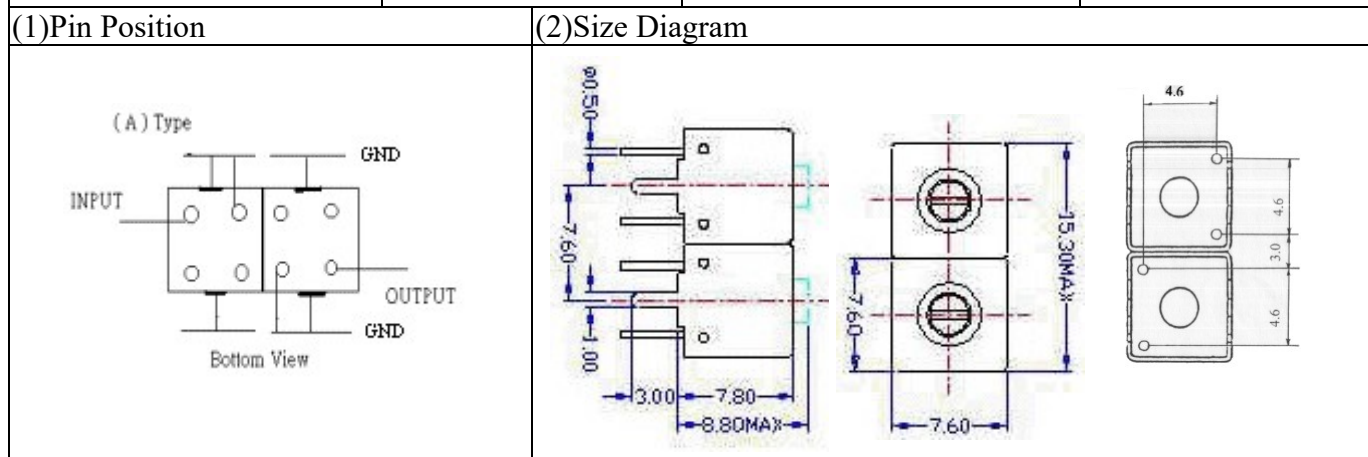 (1)Pin Position
(2)Size Diagram
(A) Type
GND
INPUT
OUTPUT
GND
Bottom View
φ0.50
7.60
1.00
3.00
7.80
8.80MAX
7.60
15.30MAX
7.60
4.6
4.6
3.0
4.6